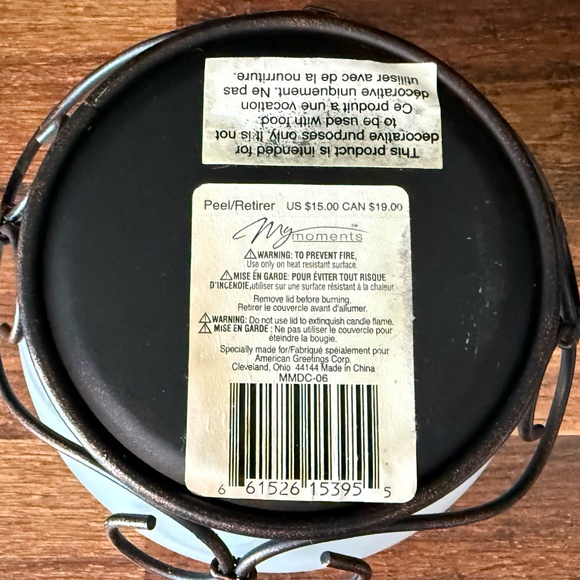 This product is intended for
decorative purposes only. It is not
to be used with food.
Ce produit a une vocation
décorative uniquement. Ne pas
utiliser avec de la nourriture.
Peel/Retirer US $15.00 CAN $19.00
My moments™
⚠WARNING: TO PREVENT FIRE,
Use only on heat resistant surface.
⚠MISE EN GARDE: POUR ÉVITER TOUT RISQUE
D'INCENDIE,utiliser sur une surface résistant à la chaleur.
Remove lid before burning.
Retirer le couvercle avant d'allumer.
⚠WARNING: Do not use lid to extinquish candle flame.
⚠MISE EN GARDE : Ne pas utiliser le couvercle pour
éteindre la bougie.
Specially made for/Fabriqué spéialement pour
American Greetings Corp.
Cleveland, Ohio 44144 Made in China
MMDC-06
6 61526 15395 5